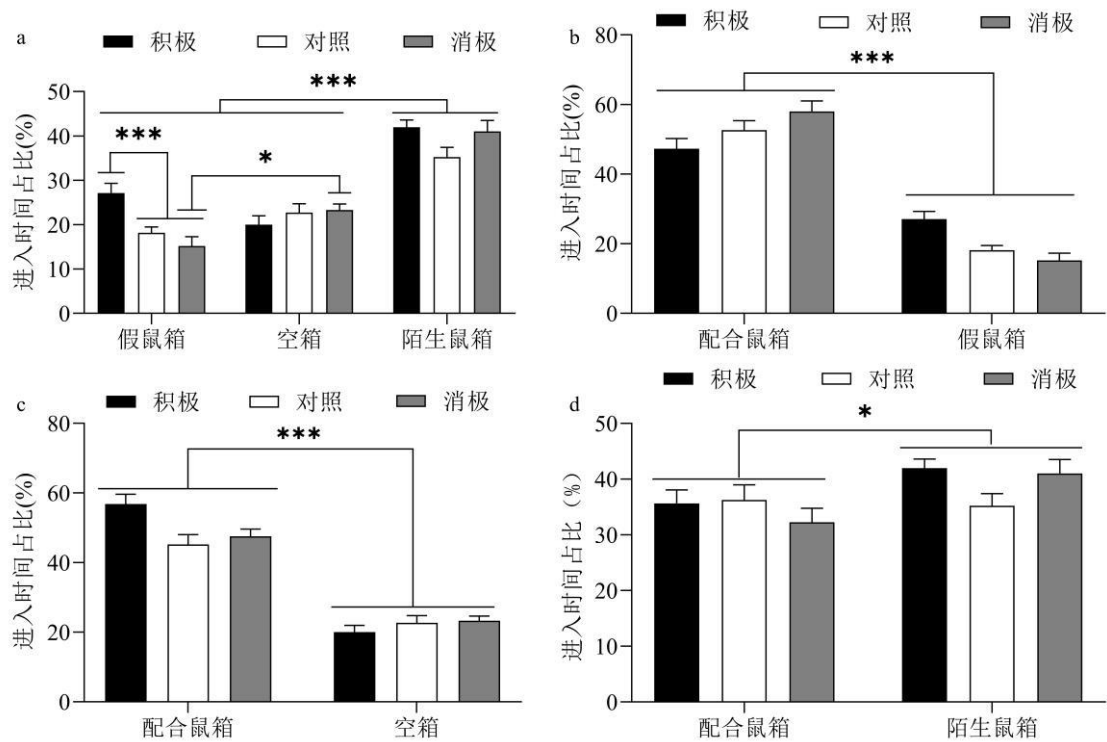 a
积极 对照 消极
进入时间占比(%)
50
40
30
20
10
0
***
***
*
假鼠箱 空箱 陌生鼠箱
b
积极 对照 消极
进入时间占比(%)
80
60
40
20
0
***
配合鼠箱 假鼠箱
c
积极 对照 消极
进入时间占比(%)
80
60
40
20
0
***
配合鼠箱 空箱
d
积极 对照 消极
进入时间占比（%）
50
40
30
20
10
0
*
配合鼠箱 陌生鼠箱